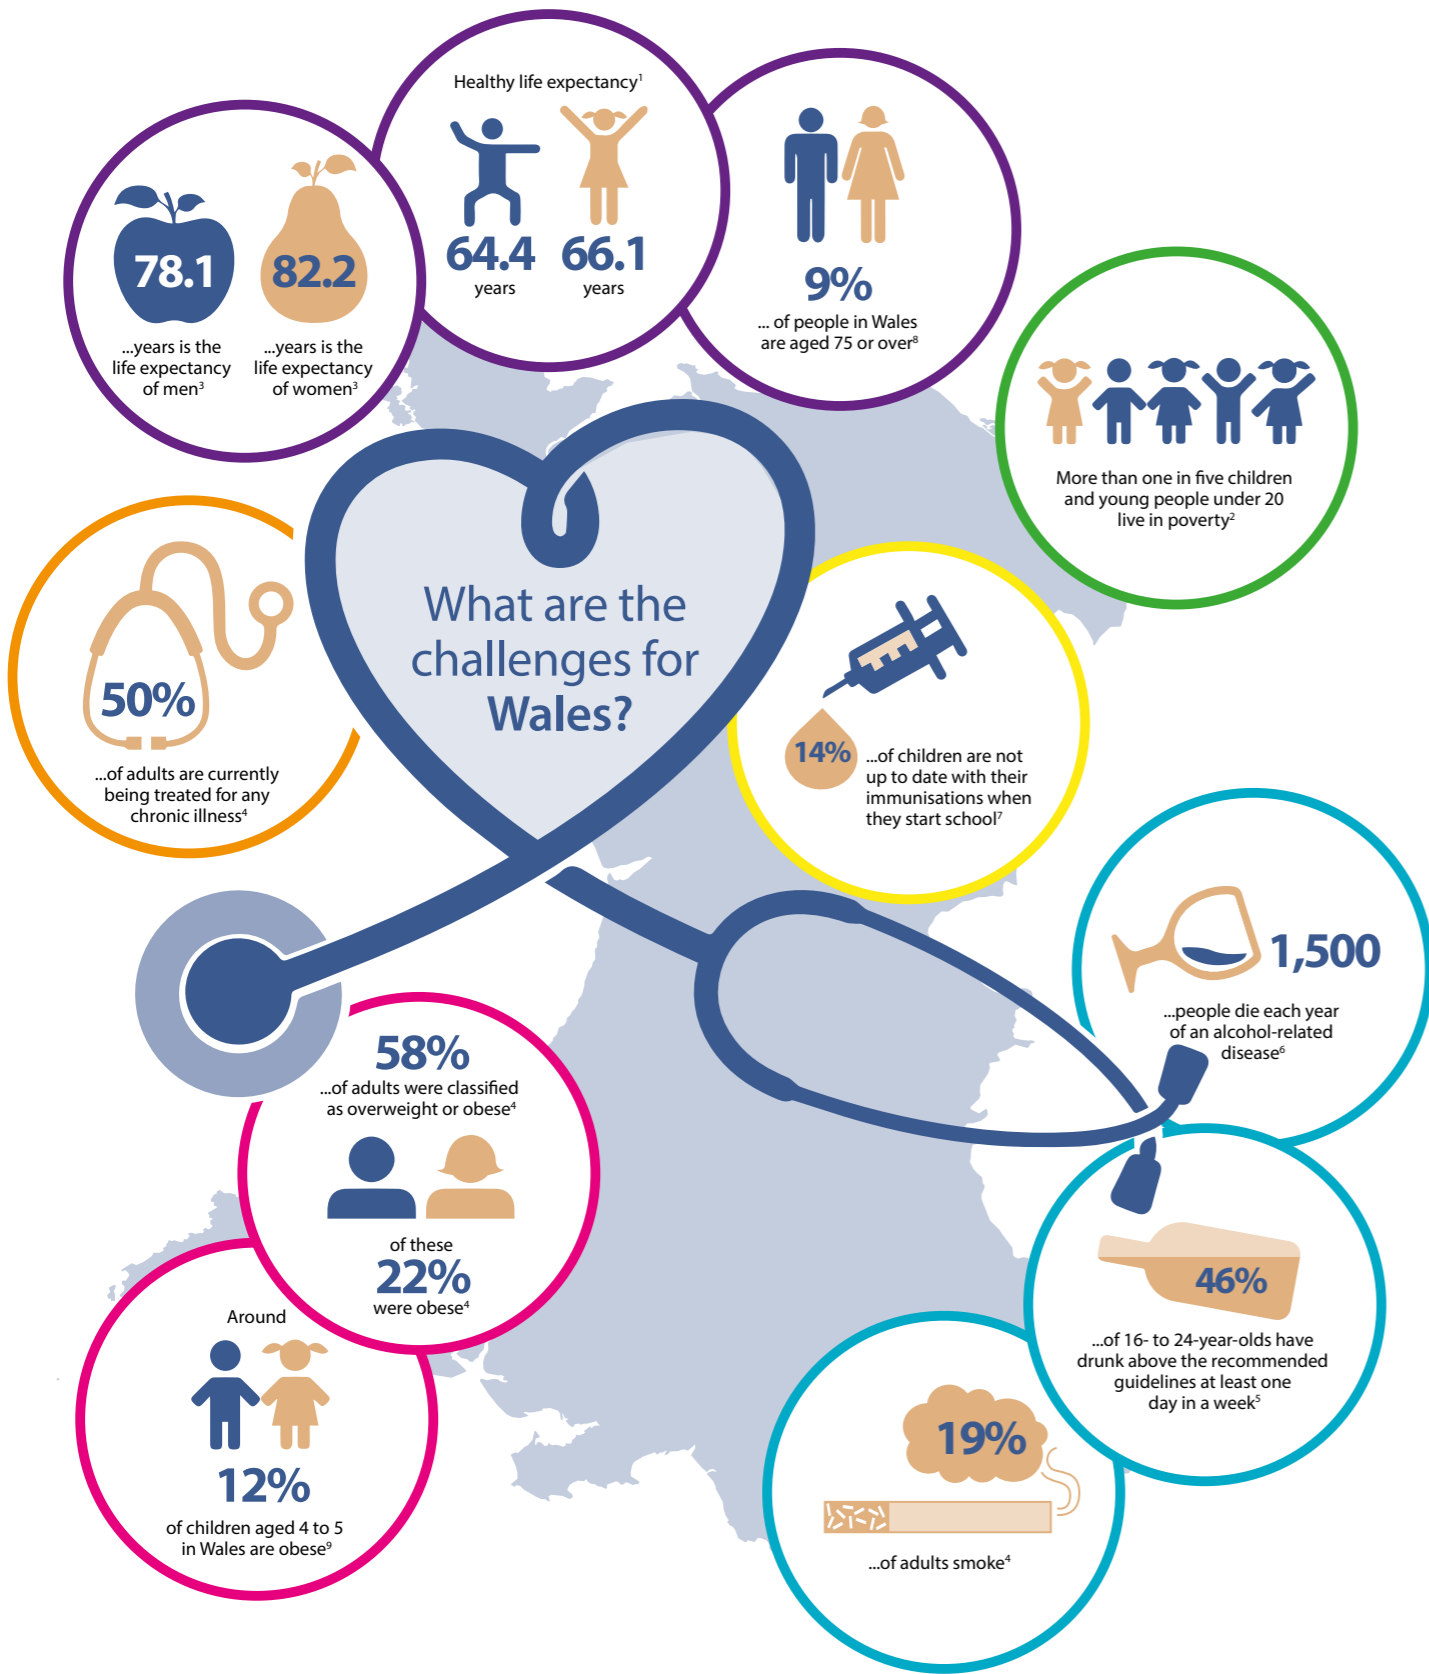 Healthy life expectancy¹
64.4
years
66.1
years
78.1
...years is the
life expectancy
of men³
82.2
...years is the
life expectancy
of women³
9%
... of people in Wales
are aged 75 or over⁸
More than one in five children
and young people under 20
live in poverty²
What are the
challenges for
Wales?
50%
...of adults are currently
being treated for any
chronic illness⁴
14%
...of children are not
up to date with their
immunisations when
they start school⁷
1,500
...people die each year
of an alcohol-related
disease⁶
58%
...of adults were classified
as overweight or obese⁴
of these
22%
were obese⁴
46%
...of 16- to 24-year-olds have
drunk above the recommended
guidelines at least one
day in a week⁵
Around
12%
of children aged 4 to 5
in Wales are obese⁹
19%
...of adults smoke⁴